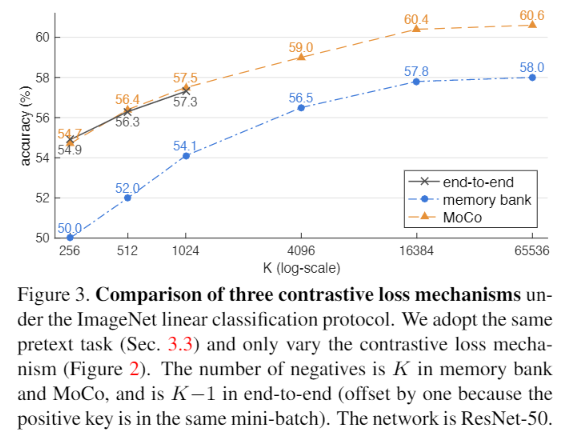 60.6
60.4
60
59.0
58.0
57.8
58
57.5
57.3
56.5
56.4
56.3
56
54.7
54.9
54.1
54
52.0
52
50.0
50
accuracy (%)
end-to-end
memory bank
MoCo
256 512 1024 4096 16384 65536
K (log-scale)
Figure 3. Comparison of three contrastive loss mechanisms un-
der the ImageNet linear classification protocol. We adopt the same
pretext task (Sec. 3.3) and only vary the contrastive loss mecha-
nism (Figure 2). The number of negatives is K in memory bank
and MoCo, and is K−1 in end-to-end (offset by one because the
positive key is in the same mini-batch). The network is ResNet-50.